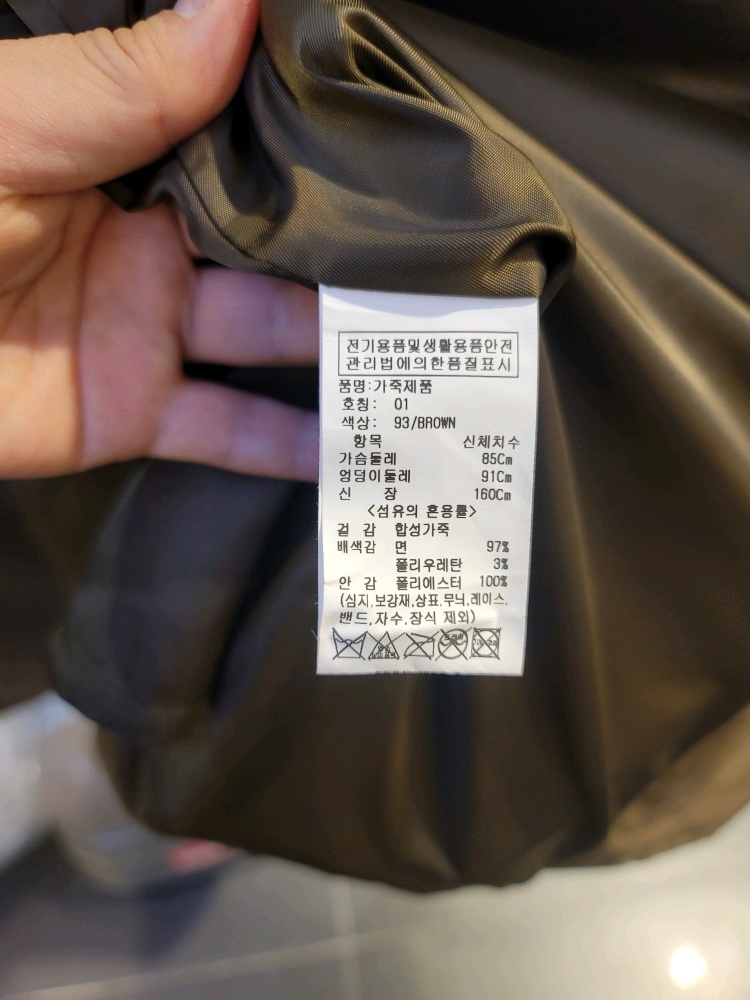 전기용품및생활용품안전
관리법에의한품질표시
품명:가죽제품
호칭: 01
색상: 93/BROWN
항목 신체치수
가슴둘레 85Cm
엉덩이둘레 91Cm
신 장 160Cm
<섬유의 혼용률>
겉 감 합성가죽
배색감 면 97%
폴리우레탄 3%
안 감 폴리에스터 100%
(심지,보강재,상표,무늬,레이스,
밴드,자수,장식 제외)